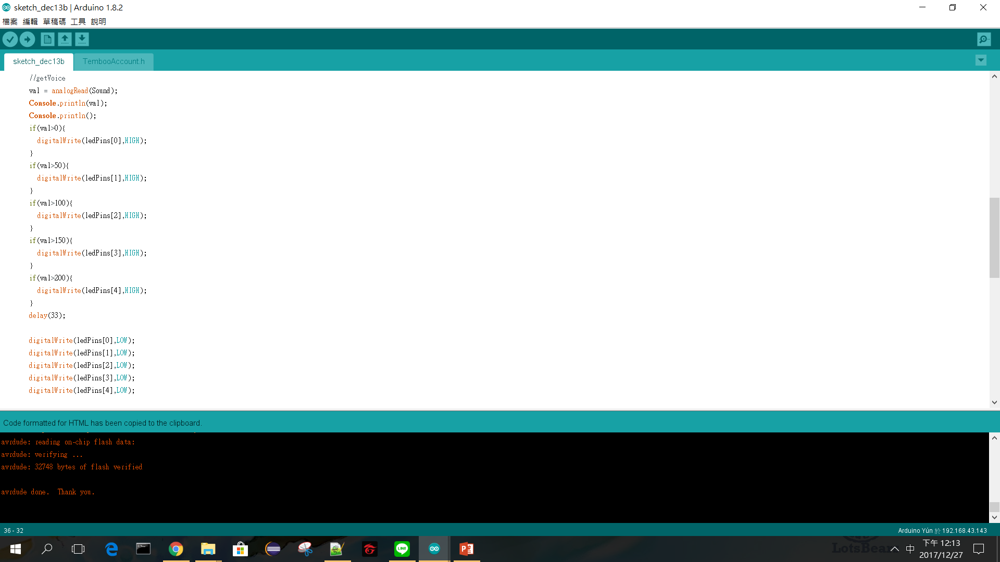 sketch_dec13b | Arduino 1.8.2
檔案 編輯 草稿碼 工具 說明
sketch_dec13b
TembooAccount.h
//getVoice
val = analogRead(Sound);
Console.println(val);
Console.println();
if(val>0){
digitalWrite(ledPins[0],HIGH);
}
if(val>50){
digitalWrite(ledPins[1],HIGH);
}
if(val>100){
digitalWrite(ledPins[2],HIGH);
}
if(val>150){
digitalWrite(ledPins[3],HIGH);
}
if(val>200){
digitalWrite(ledPins[4],HIGH);
}
delay(33);
digitalWrite(ledPins[0],LOW);
digitalWrite(ledPins[1],LOW);
digitalWrite(ledPins[2],LOW);
digitalWrite(ledPins[3],LOW);
digitalWrite(ledPins[4],LOW);
Code formatted for HTML has been copied to the clipboard.
avrdude: reading on-chip flash data:
avrdude: verifying ...
avrdude: 32748 bytes of flash verified
avrdude done.  Thank you.
36 - 32
Arduino Yún 於 192.168.43.143
LINE
中
下午 12:13
2017/12/27